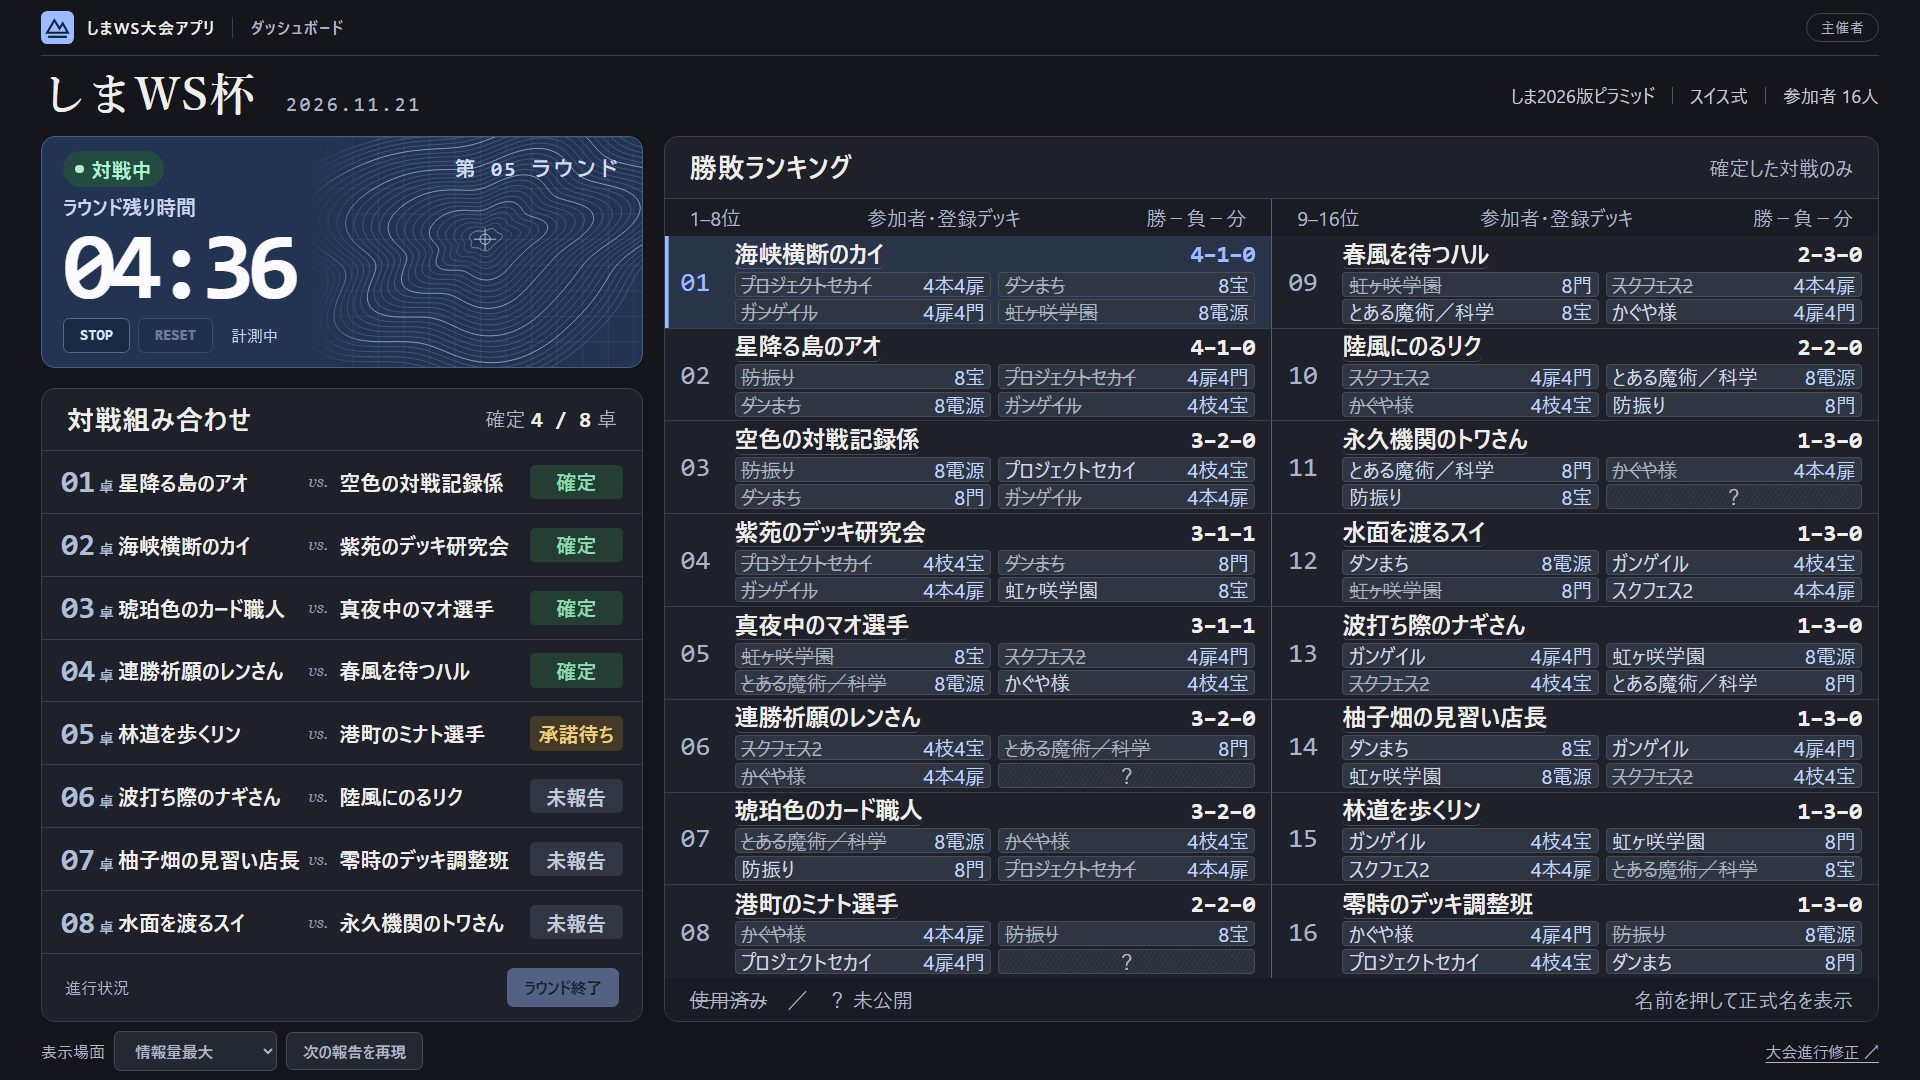 しまWS大会アプリ ダッシュボード 主催者
しまWS杯 2026.11.21 しま2026版ピラミッド スイス式 参加者 16人
対戦中 第 05 ラウンド
ラウンド残り時間
04:36
STOP RESET 計測中
対戦組み合わせ 確定 4 / 8 卓
01 卓 星降る島のアオ vs. 空色の対戦記録係 確定
02 卓 海峡横断のカイ vs. 紫苑のデッキ研究会 確定
03 卓 琥珀色のカード職人 vs. 真夜中のマオ選手 確定
04 卓 連勝祈願のレンさん vs. 春風を待つハル 確定
05 卓 林道を歩くリン vs. 港町のミナト選手 承諾待ち
06 卓 波打ち際のナギさん vs. 陸風にのるリク 未報告
07 卓 柚子畑の見習い店長 vs. 零時のデッキ調整班 未報告
08 卓 水面を渡るスイ vs. 永久機関のトワさん 未報告
進行状況 ラウンド終了
勝敗ランキング 確定した対戦のみ
1–8位 参加者・登録デッキ 勝－負－分
01 海峡横断のカイ 4-1-0
プロジェクトセカイ 4本4扉 ダンまち 8宝
ガンゲイル 4扉4門 虹ヶ咲学園 8電源
02 星降る島のアオ 4-1-0
防振り 8宝 プロジェクトセカイ 4扉4門
ダンまち 8電源 ガンゲイル 4枝4宝
03 空色の対戦記録係 3-2-0
防振り 8電源 プロジェクトセカイ 4枝4宝
ダンまち 8門 ガンゲイル 4本4扉
04 紫苑のデッキ研究会 3-1-1
プロジェクトセカイ 4枝4宝 ダンまち 8門
ガンゲイル 4本4扉 虹ヶ咲学園 8宝
05 真夜中のマオ選手 3-1-1
虹ヶ咲学園 8宝 スクフェス2 4扉4門
とある魔術／科学 8電源 かぐや様 4枝4宝
06 連勝祈願のレンさん 3-2-0
スクフェス2 4枝4宝 とある魔術／科学 8門
かぐや様 4本4扉 ?
07 琥珀色のカード職人 3-2-0
とある魔術／科学 8電源 かぐや様 4枝4宝
防振り 8門 プロジェクトセカイ 4本4扉
08 港町のミナト選手 2-2-0
かぐや様 4本4扉 防振り 8宝
プロジェクトセカイ 4扉4門 ?
9–16位 参加者・登録デッキ 勝－負－分
09 春風を待つハル 2-3-0
虹ヶ咲学園 8門 スクフェス2 4本4扉
とある魔術／科学 8宝 かぐや様 4扉4門
10 陸風にのるリク 2-2-0
スクフェス2 4扉4門 とある魔術／科学 8電源
かぐや様 4枝4宝 防振り 8門
11 永久機関のトワさん 1-3-0
とある魔術／科学 8門 かぐや様 4本4扉
防振り 8宝 ?
12 水面を渡るスイ 1-3-0
ダンまち 8電源 ガンゲイル 4枝4宝
虹ヶ咲学園 8門 スクフェス2 4本4扉
13 波打ち際のナギさん 1-3-0
ガンゲイル 4扉4門 虹ヶ咲学園 8電源
スクフェス2 4枝4宝 とある魔術／科学 8門
14 柚子畑の見習い店長 1-3-0
ダンまち 8宝 ガンゲイル 4扉4門
虹ヶ咲学園 8電源 スクフェス2 4枝4宝
15 林道を歩くリン 1-3-0
ガンゲイル 4枝4宝 虹ヶ咲学園 8門
スクフェス2 4本4扉 とある魔術／科学 8宝
16 零時のデッキ調整班 1-3-0
かぐや様 4扉4門 防振り 8電源
プロジェクトセカイ 4枝4宝 ダンまち 8門
使用済み ／ ? 未公開 名前を押して正式名を表示
表示場面 情報量最大 次の報告を再現 大会進行修正 ↗